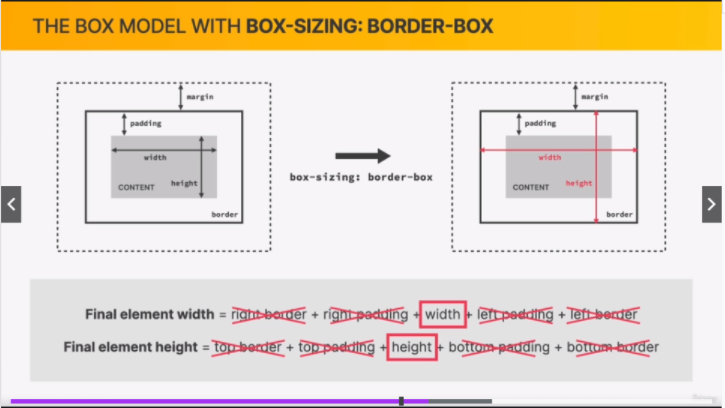 THE BOX MODEL WITH BOX-SIZING: BORDER-BOX
margin
padding
width
height
CONTENT
border
box-sizing: border-box
margin
padding
width
height
CONTENT
border
Final element width = right border + right padding + width + left padding + left border
Final element height = top border + top padding + height + bottom padding + bottom border